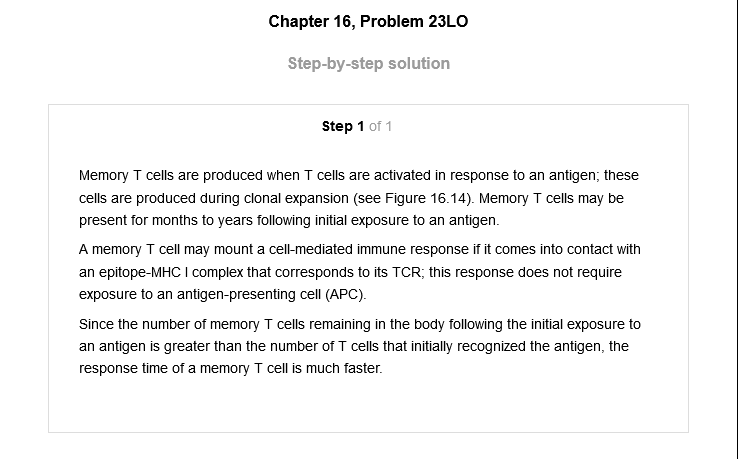 Chapter 16, Problem 23LO
Step-by-step solution
Step 1 of 1
Memory T cells are produced when T cells are activated in response to an antigen; these
cells are produced during clonal expansion (see Figure 16.14). Memory T cells may be
present for months to years following initial exposure to an antigen.
A memory T cell may mount a cell-mediated immune response if it comes into contact with
an epitope-MHC I complex that corresponds to its TCR; this response does not require
exposure to an antigen-presenting cell (APC).
Since the number of memory T cells remaining in the body following the initial exposure to
an antigen is greater than the number of T cells that initially recognized the antigen, the
response time of a memory T cell is much faster.